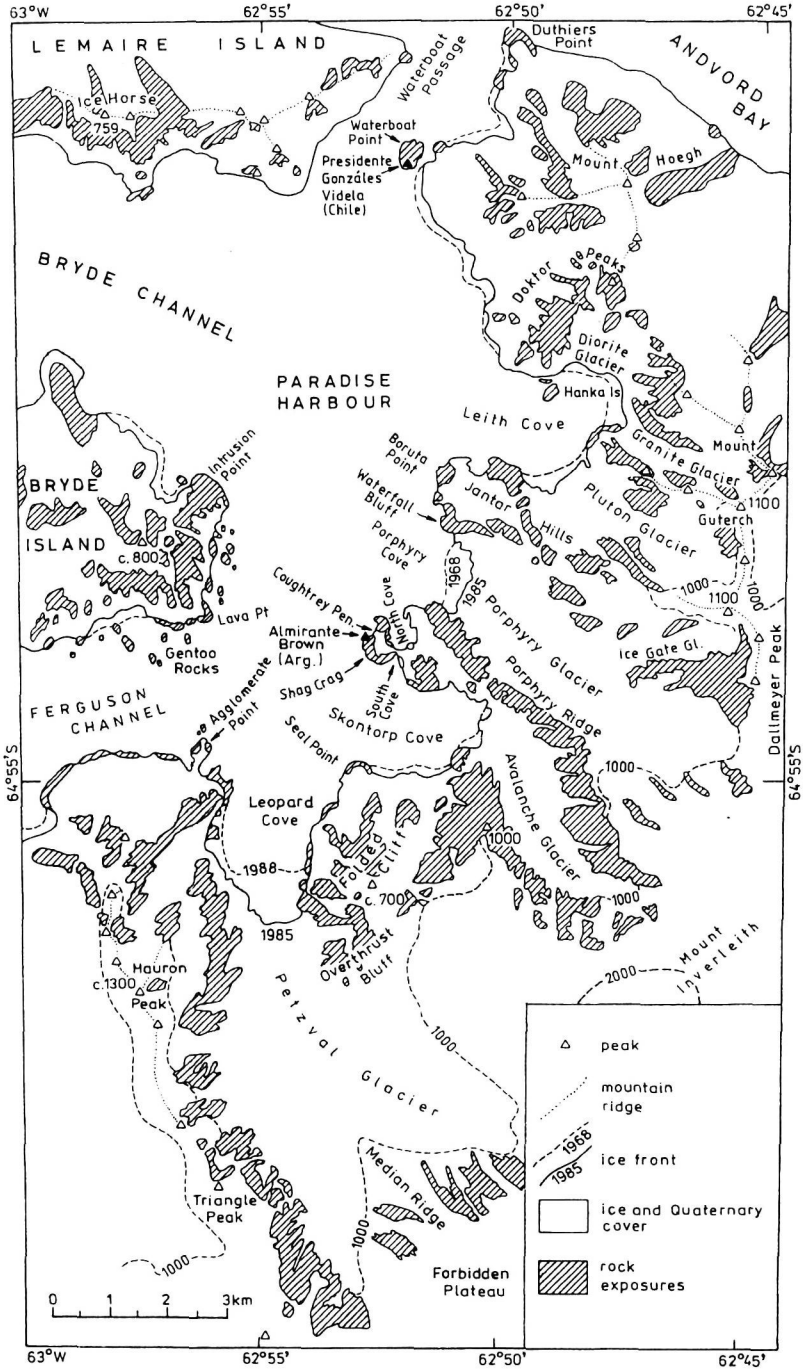 63°W
62°55'
62°50'
62°45'
LEMAIRE ISLAND
Waterboat
Passage
Duthiers
Point
ANDVORD
BAY
Ice Horse
759
Waterboat
Point
Presidente
Gonzáles
Videla
(Chile)
Mount
Hoegh
BRYDE CHANNEL
Doktor
Peaks
Diorite
Glacier
PARADISE
HARBOUR
Hanka Is
Leith Cove
Mount
Granite Glacier
Intrusion
Point
Boruta
Point
Waterfall
Bluff
Jantar
Hills
Pluton Glacier
Guterch
1100
BRYDE
ISLAND
c.800
Porphyry
Cove
1968
1985
1000
1100
1000
Lava Pt
Gentoo
Rocks
Coughtrey Pen.
North Cove
Almirante
Brown
(Arg.)
Shag Crag
South
Cove
Porphyry Glacier
Porphyry Ridge
Ice Gate Gl.
Dallmeyer Peak
FERGUSON
CHANNEL
Agglomerate
Point
Skontorp Cove
Seal Point
64°55'S
1000
64°55'S
Leopard
Cove
Avalanche Glacier
1988
Folded
Cliff
1000
c.700
1000
1985
Overthrust
Bluff
Mount
Inverleith
2000
Hauron
c.1300
Peak
1000
Petzval Glacier
Median Ridge
1000
Triangle
Peak
1000
Forbidden
Plateau
0 1 2 3km
peak
mountain
ridge
1968
1985
ice front
ice and Quaternary
cover
rock
exposures
63°W
62°55'
62°50'
62°45'